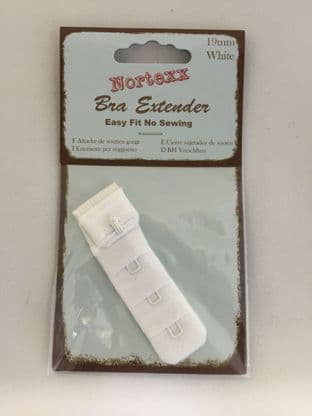 19mm
White
Nortexx
Bra Extender
Easy Fit No Sewing
F Attache de soutien gorge
E Cierre sujetador de
I Estensore per reggiseno
D BH Verschluss